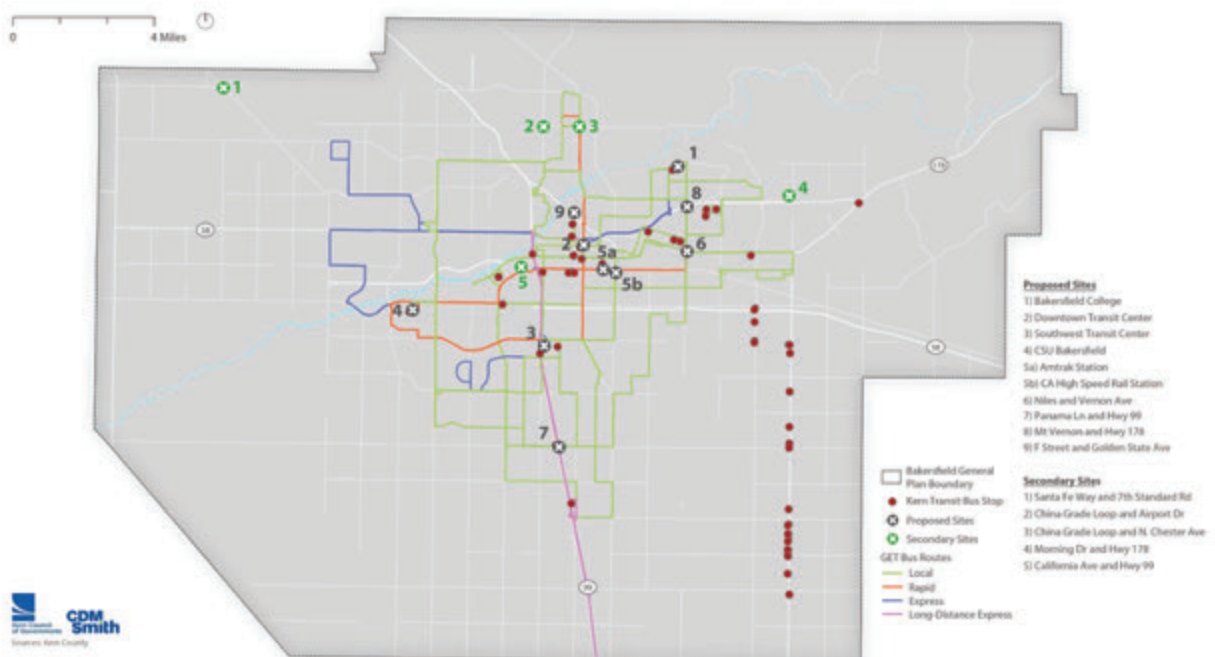 0 4 Miles
1
2
3
1
4
8
9
2
6
5a
5b
5
4
3
7
178
58
58
99
Proposed Sites
1) Bakersfield College
2) Downtown Transit Center
3) Southwest Transit Center
4) CSU Bakersfield
5a) Amtrak Station
5b) CA High Speed Rail Station
6) Niles and Vernon Ave
7) Panama Ln and Hwy 99
8) Mt Vernon and Hwy 178
9) F Street and Golden State Ave
Secondary Sites
1) Santa Fe Way and 7th Standard Rd
2) China Grade Loop and Airport Dr
3) China Grade Loop and N. Chester Ave
4) Morning Dr and Hwy 178
5) California Ave and Hwy 99
Bakersfield General
Plan Boundary
Kern Transit Bus Stop
Proposed Sites
Secondary Sites
GET Bus Routes
Local
Rapid
Express
Long-Distance Express
Kern Council
of Governments
CDM
Smith
Sources: Kern County